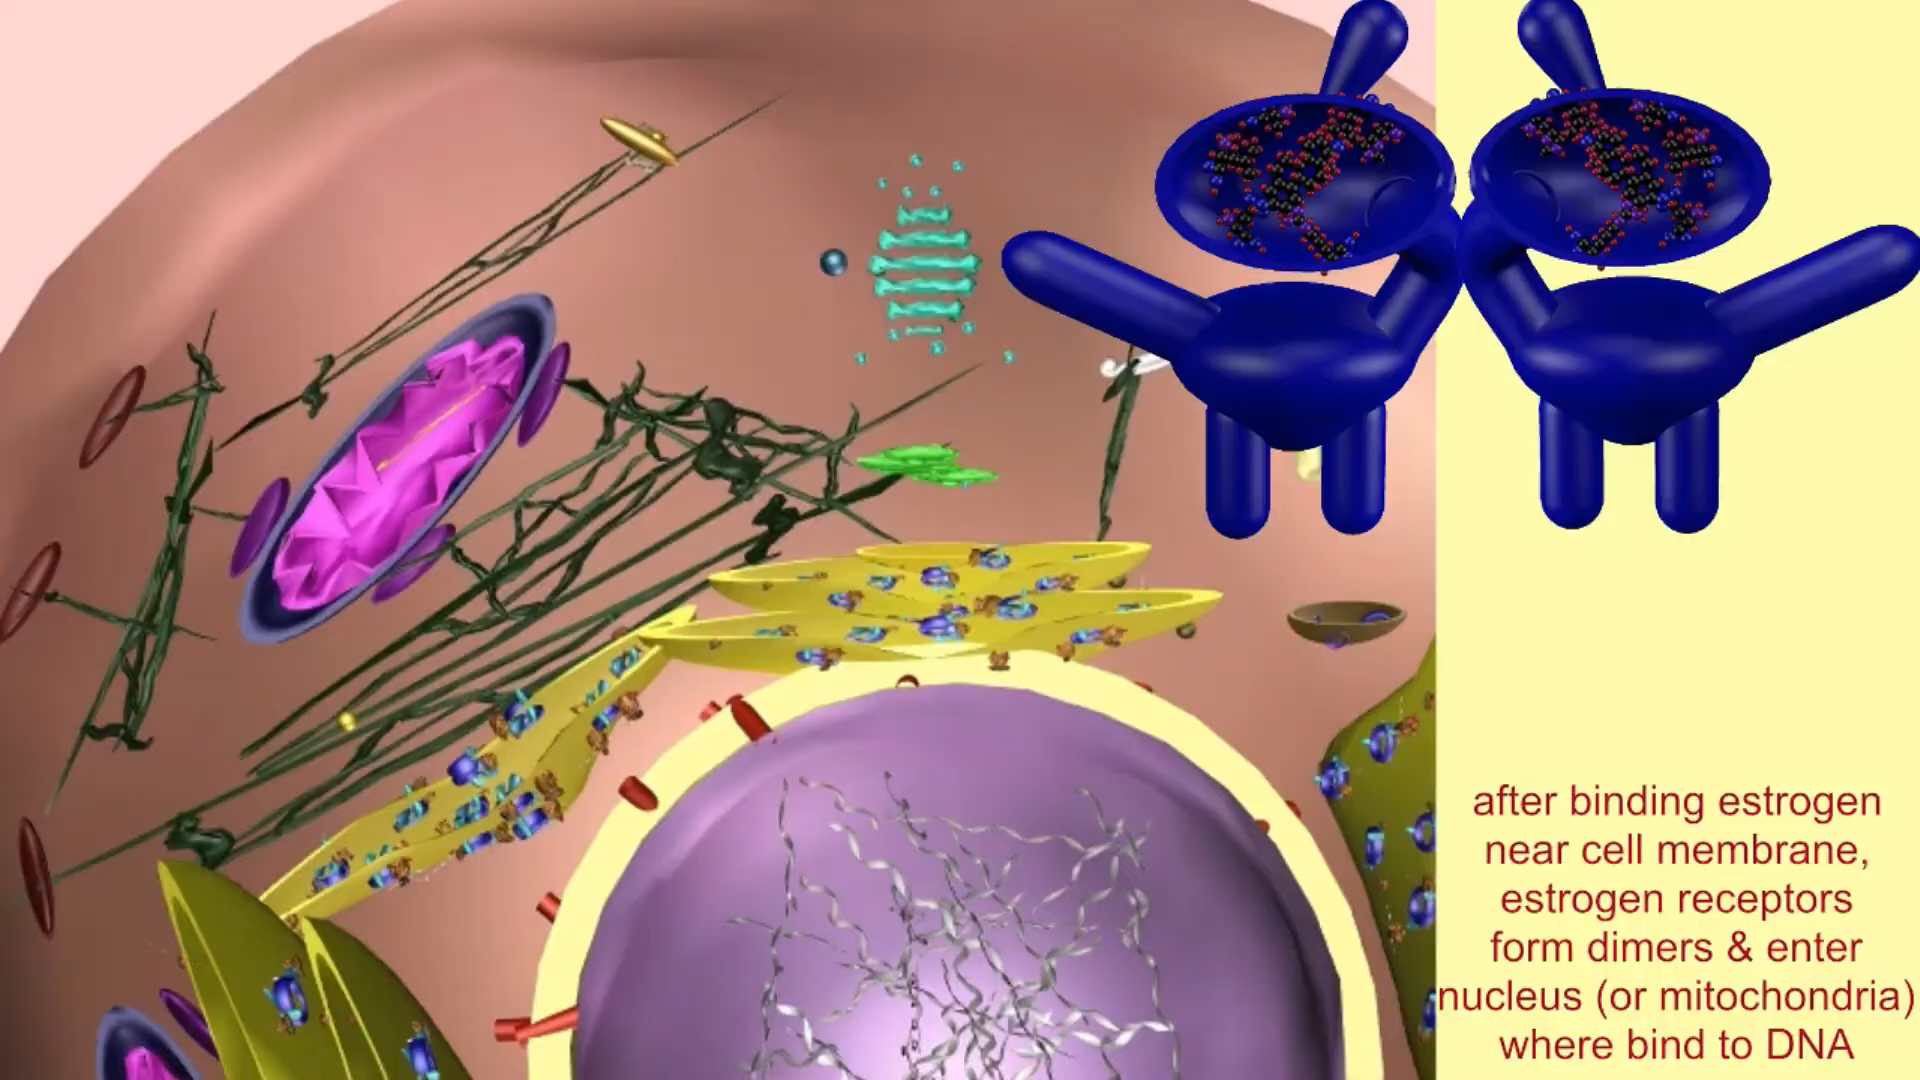 after binding estrogen
near cell membrane,
estrogen receptors
form dimers & enter
nucleus (or mitochondria)
where bind to DNA